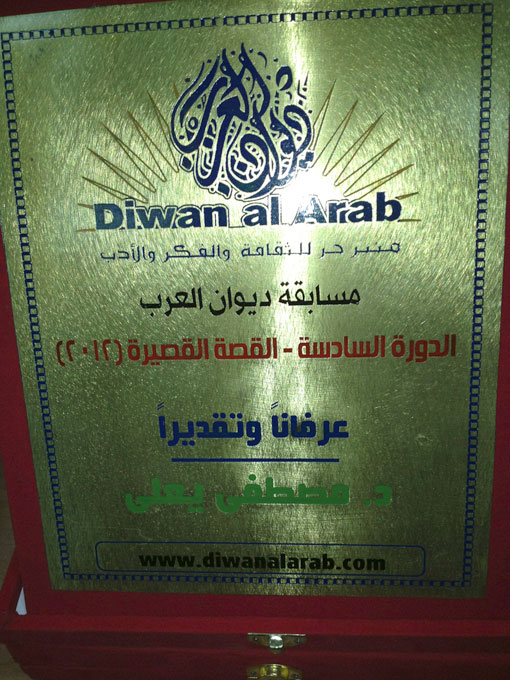 ديوان العرب
Diwan al Arab
منبر حر للثقافة والفكر والأدب
مسابقة ديوان العرب
الدورة السادسة - القصة القصيرة (٢٠١٢)
عرفاناً وتقديراً
د. مصطفى يعلى
www.diwanalarab.com